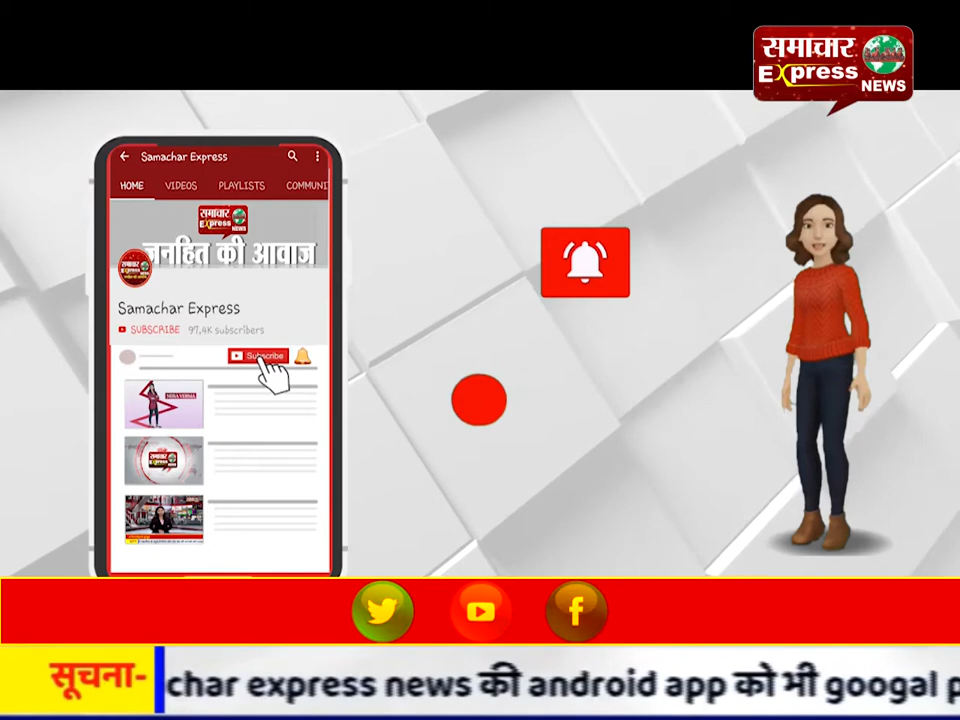 समाचार
Express
NEWS
Samachar Express
HOME VIDEOS PLAYLISTS COMMUNI
समाचार
Express
NEWS
जनहित की आवाज
Samachar Express
SUBSCRIBE 97.4K subscribers
Subscribe
सूचना-
char express news की android app को भी googal p